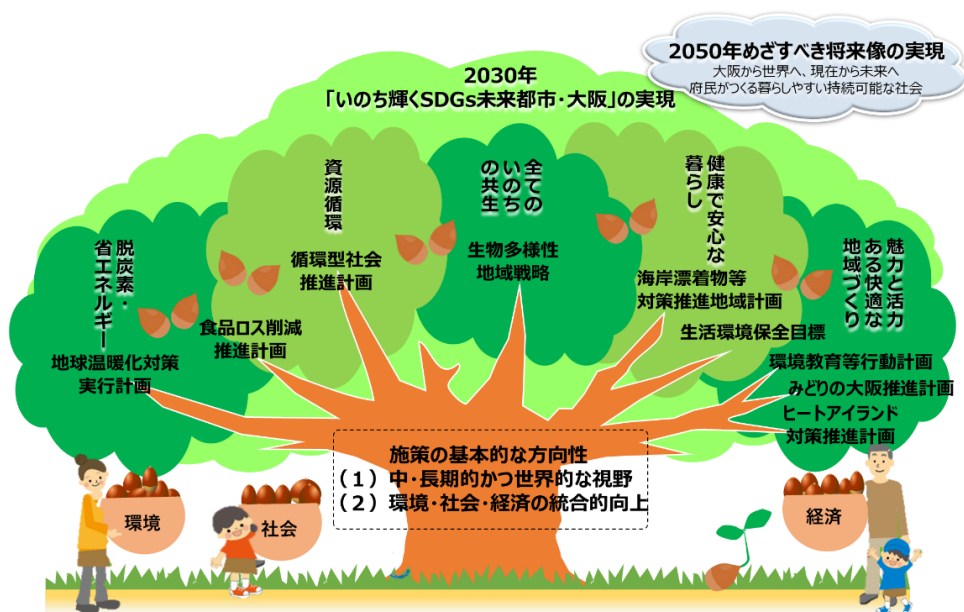 2050年めざすべき将来像の実現
大阪から世界へ、現在から未来へ
府民がつくる暮らしやすい持続可能な社会
2030年
「いのち輝くSDGs未来都市・大阪」の実現
脱炭素・
省エネルギー
地球温暖化対策
実行計画
資源循環
循環型社会
推進計画
食品ロス削減
推進計画
全ての
いのち
の共生
生物多様性
地域戦略
健康で安心な
暮らし
海岸漂着物等
対策推進地域計画
生活環境保全目標
魅力と活力
ある快適な
地域づくり
環境教育等行動計画
みどりの大阪推進計画
ヒートアイランド
対策推進計画
施策の基本的な方向性
（１）中・長期的かつ世界的な視野
（２）環境・社会・経済の統合的向上
環境
社会
経済